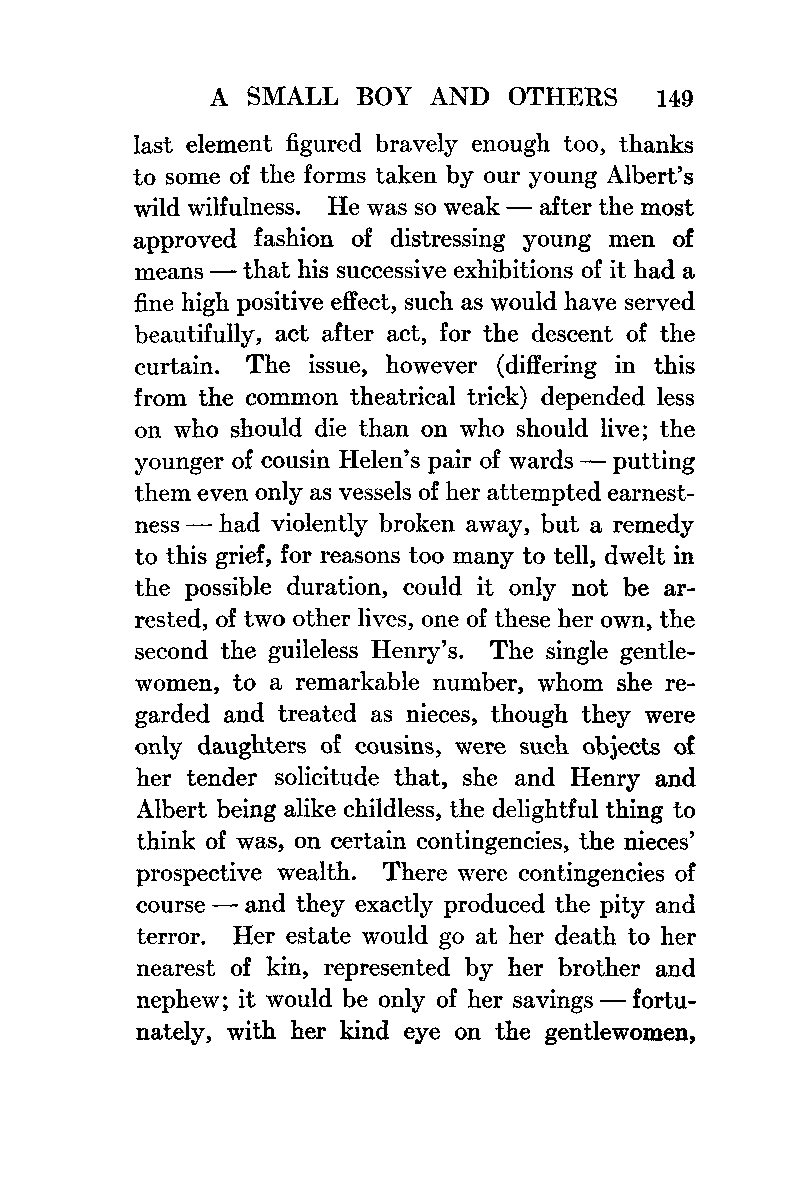 A SMALL BOY AND OTHERS 149
last element figured bravely enough too, thanks
to some of the forms taken by our young Albert's
wild wilfulness. He was so weak — after the most
approved fashion of distressing young men of
means — that his successive exhibitions of it had a
fine high positive effect, such as would have served
beautifully, act after act, for the descent of the
curtain. The issue, however (differing in this
from the common theatrical trick) depended less
on who should die than on who should live; the
younger of cousin Helen's pair of wards — putting
them even only as vessels of her attempted earnest-
ness — had violently broken away, but a remedy
to this grief, for reasons too many to tell, dwelt in
the possible duration, could it only not be ar-
rested, of two other lives, one of these her own, the
second the guileless Henry's. The single gentle-
women, to a remarkable number, whom she re-
garded and treated as nieces, though they were
only daughters of cousins, were such objects of
her tender solicitude that, she and Henry and
Albert being alike childless, the delightful thing to
think of was, on certain contingencies, the nieces'
prospective wealth. There were contingencies of
course — and they exactly produced the pity and
terror. Her estate would go at her death to her
nearest of kin, represented by her brother and
nephew; it would be only of her savings — fortu-
nately, with her kind eye on the gentlewomen,